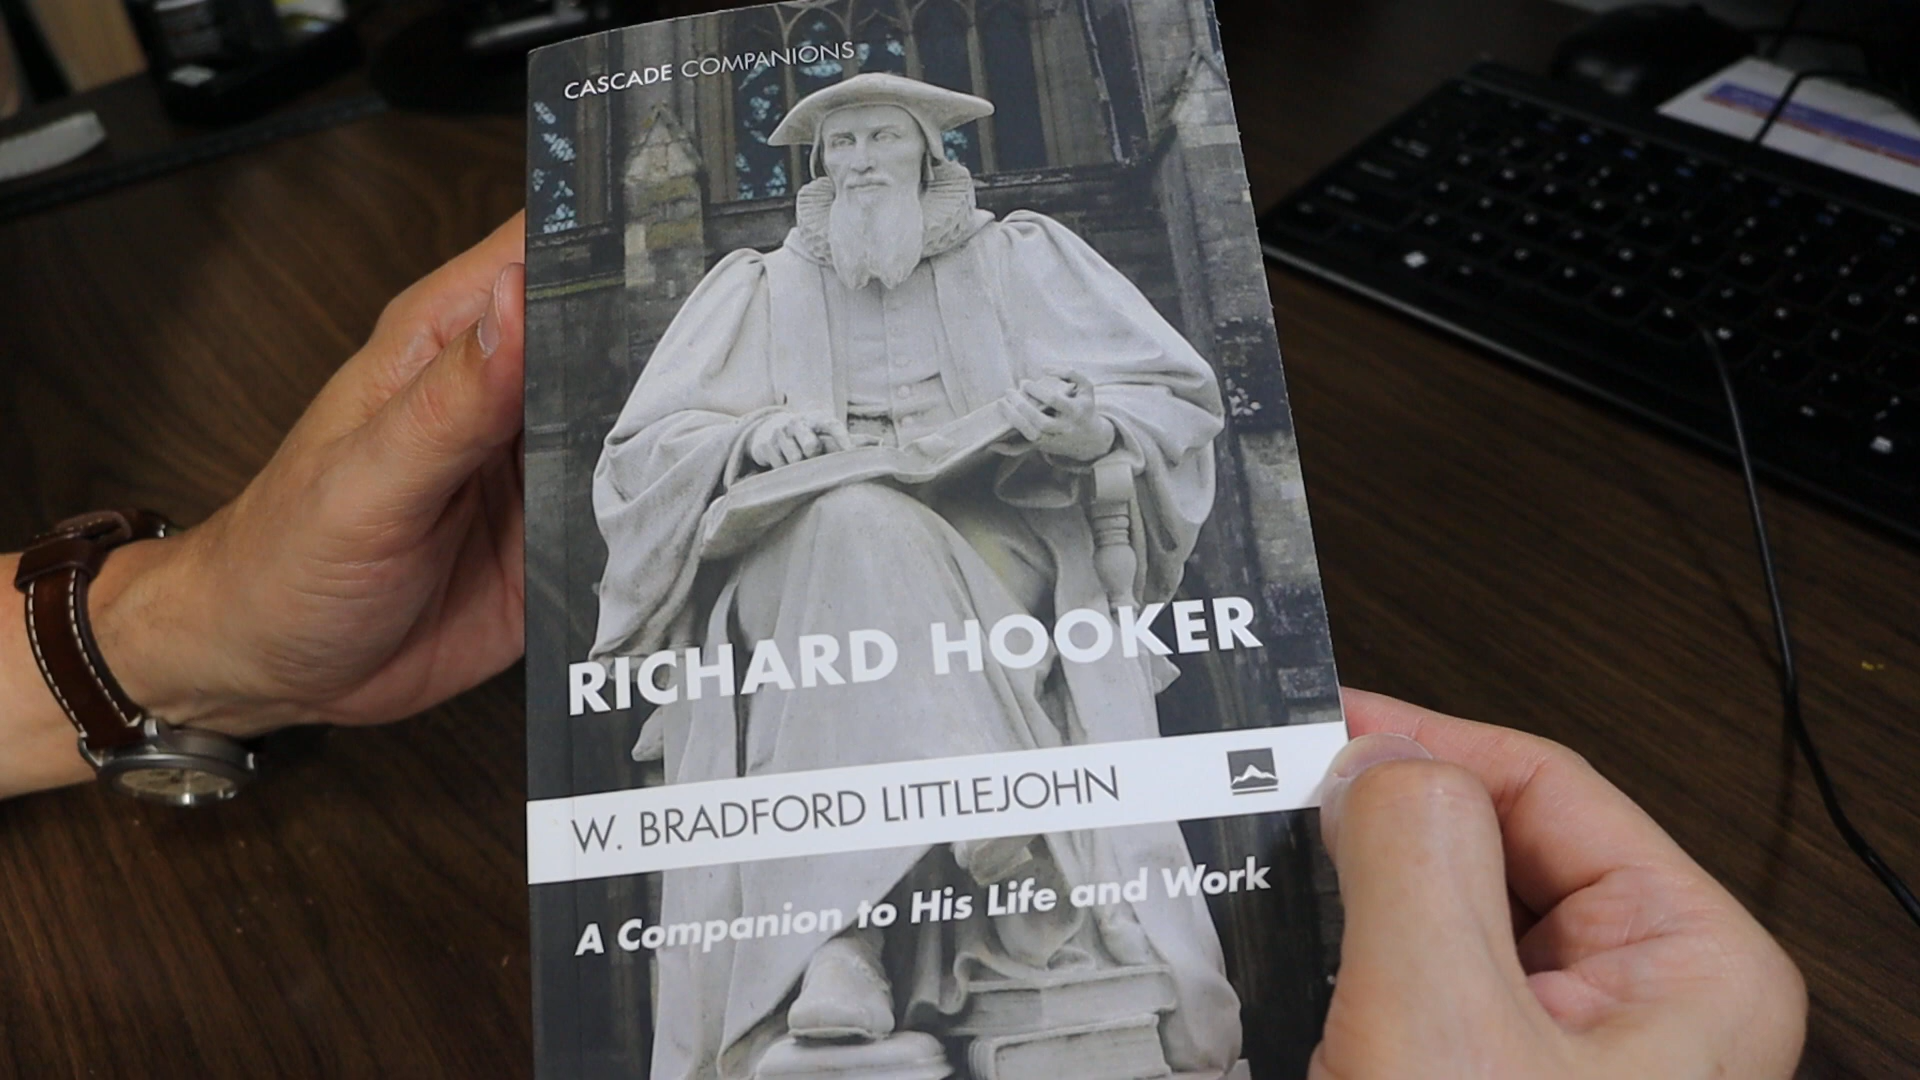 CASCADE COMPANIONS
RICHARD HOOKER
W. BRADFORD LITTLEJOHN
A Companion to His Life and Work